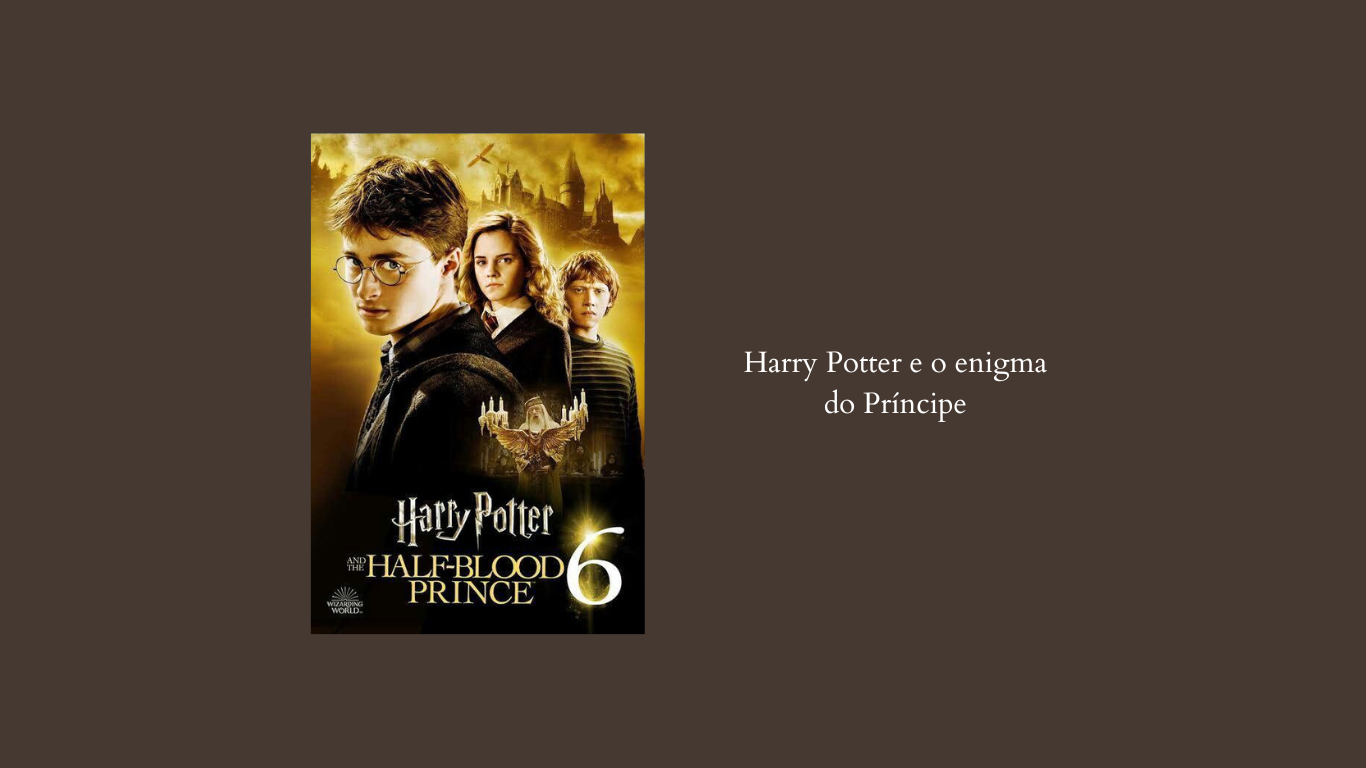 Harry Potter
AND THE HALF-BLOOD
PRINCE
6
WIZARDING
WORLD
Harry Potter e o enigma
do Príncipe